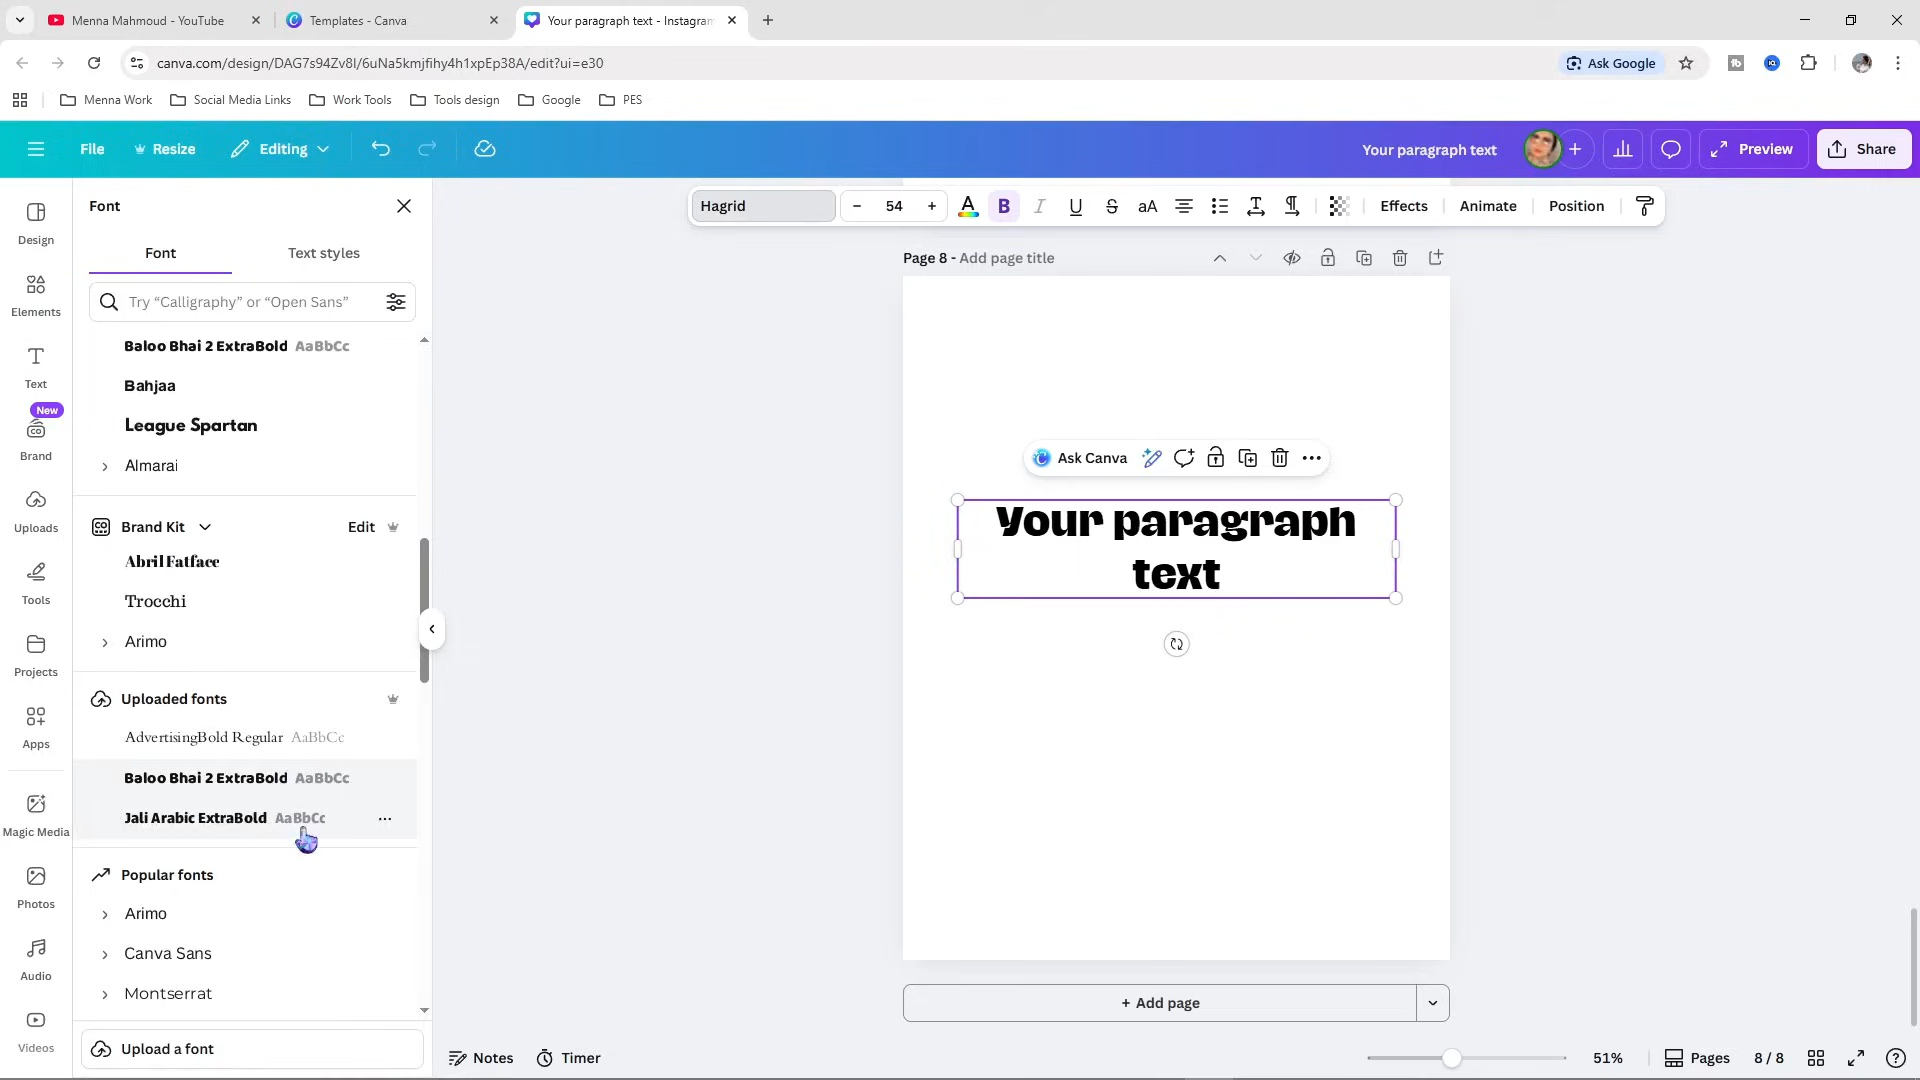 Menna Mahmoud - YouTube
Templates - Canva
Your paragraph text - Instagram
canva.com/design/DAG7s94Zv8I/6uNa5kmjfihy4h1xpEp38A/edit?ui=e30
Ask Google
Menna Work
Social Media Links
Work Tools
Tools design
Google
PES
File
Resize
Editing
Your paragraph text
Preview
Share
Font
Hagrid
- 54 +
A B I U S aA
Effects
Animate
Position
Font
Text styles
Try “Calligraphy” or “Open Sans”
Design
Elements
Text
New
Brand
Uploads
Tools
Projects
Apps
Magic Media
Photos
Audio
Videos
Baloo Bhai 2 ExtraBold AaBbCc
Bahjaa
League Spartan
Almarai
Brand Kit
Edit
Abril Fatface
Trocchi
Arimo
Uploaded fonts
AdvertisingBold Regular AaBbCc
Baloo Bhai 2 ExtraBold AaBbCc
Jali Arabic ExtraBold AaBbCc
Popular fonts
Arimo
Canva Sans
Montserrat
Upload a font
Page 8 - Add page title
Ask Canva
Your paragraph
text
+ Add page
Notes
Timer
51%
Pages
8 / 8